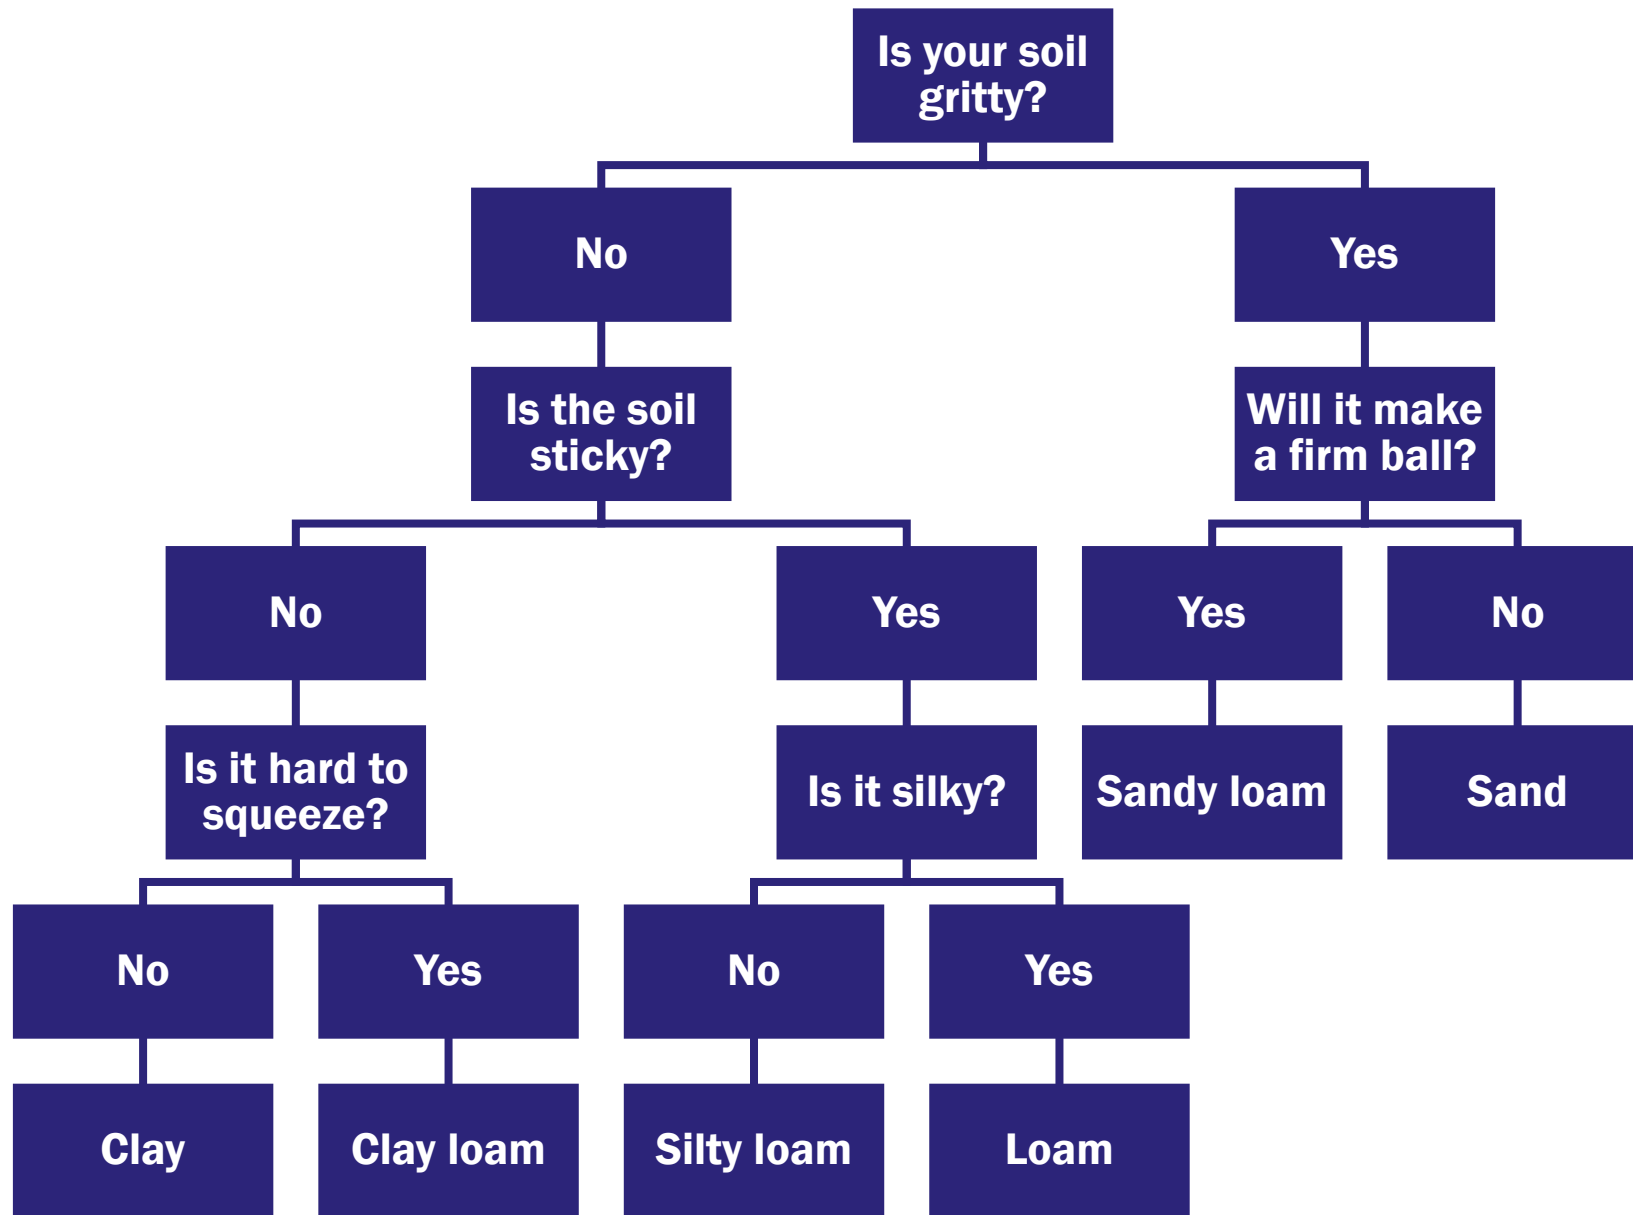 Is your soil
gritty?
No
Yes
Is the soil
sticky?
Will it make
a firm ball?
No
Yes
Yes
No
Is it hard to
squeeze?
Is it silky?
Sandy loam
Sand
No
Yes
No
Yes
Clay
Clay loam
Silty loam
Loam